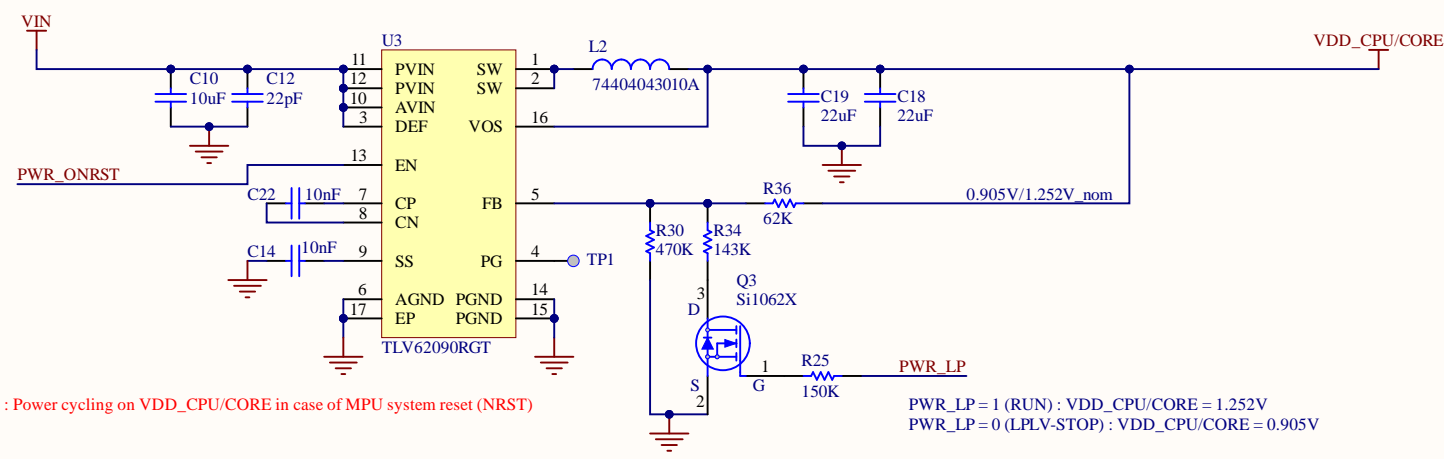 VIN
VDD_CPU/CORE
U3
L2
74404043010A
11 PVIN SW 1
12 PVIN SW 2
10 AVIN
3 DEF VOS 16
C10
10uF
C12
22pF
C19
22uF
C18
22uF
PWR_ONRST
13 EN
C22 10nF
7 CP FB 5
8 CN
R36
62K
0.905V/1.252V_nom
R30
470K
R34
143K
C14 10nF
9 SS PG 4 TP1
Q3
Si1062X
6 AGND PGND 14
17 EP PGND 15
TLV62090RGT
3
D
S
2
1
G
R25
150K
PWR_LP
: Power cycling on VDD_CPU/CORE in case of MPU system reset (NRST)
PWR_LP = 1 (RUN) : VDD_CPU/CORE = 1.252V
PWR_LP = 0 (LPLV-STOP) : VDD_CPU/CORE = 0.905V